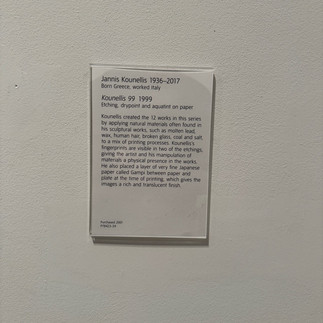 Jannis Kounellis 1936–2017
Born Greece, worked Italy
Kounellis 99 1999
Etching, drypoint and aquatint on paper
Kounellis created the 12 works in this series
by applying natural materials often found in
his sculptural works, such as molten lead,
wax, human hair, broken glass, coal and salt
to a mix of printing processes. Kounellis's
fingerprints are visible in two of the etchings,
giving the artist and his manipulation of
materials a physical presence in the works.
He also placed a layer of very fine Japanese
paper called Gampi between paper and
plate at the time of printing, which gives the
images a rich and translucent finish.